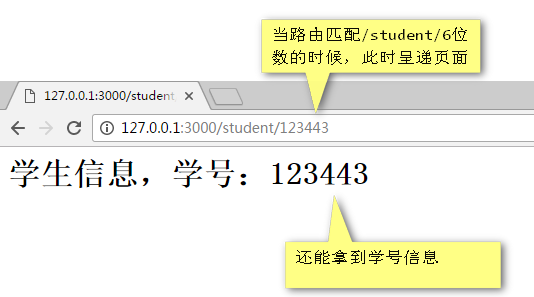 当路由匹配/student/6位
数的时候，此时呈递页面
127.0.0.1:3000/student
127.0.0.1:3000/student/123443
学生信息，学号：123443
还能拿到学号信息